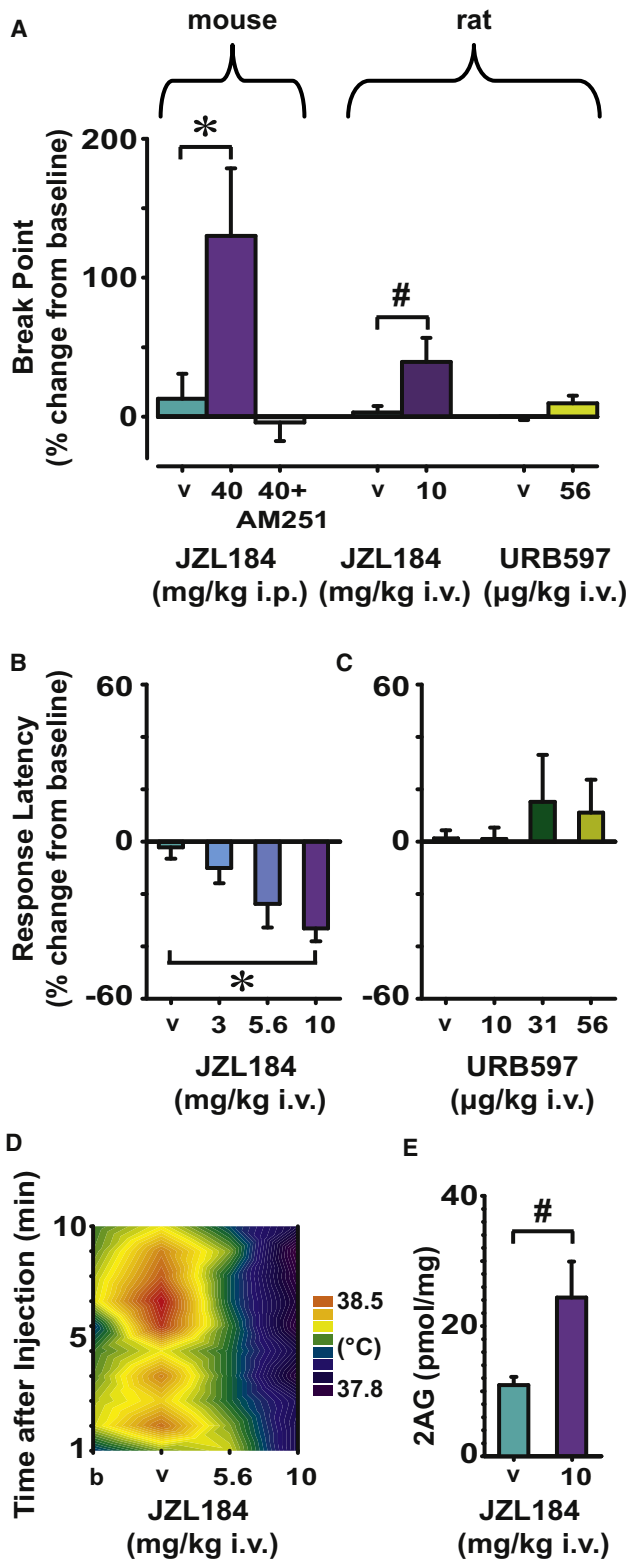 A
mouse rat
Break Point
(% change from baseline)
200
100
0
*
#
v 40 40+ v 10 v 56
AM251
JZL184 JZL184 URB597
(mg/kg i.p.) (mg/kg i.v.) (µg/kg i.v.)
B
Response Latency
(% change from baseline)
60
0
-60
*
v 3 5.6 10
JZL184
(mg/kg i.v.)
C
60
0
-60
v 10 31 56
URB597
(µg/kg i.v.)
D
Time after Injection (min)
10
5
1
b v 5.6 10
JZL184
(mg/kg i.v.)
38.5
(°C)
37.8
E
2AG (pmol/mg)
40
20
0
#
v 10
JZL184
(mg/kg i.v.)